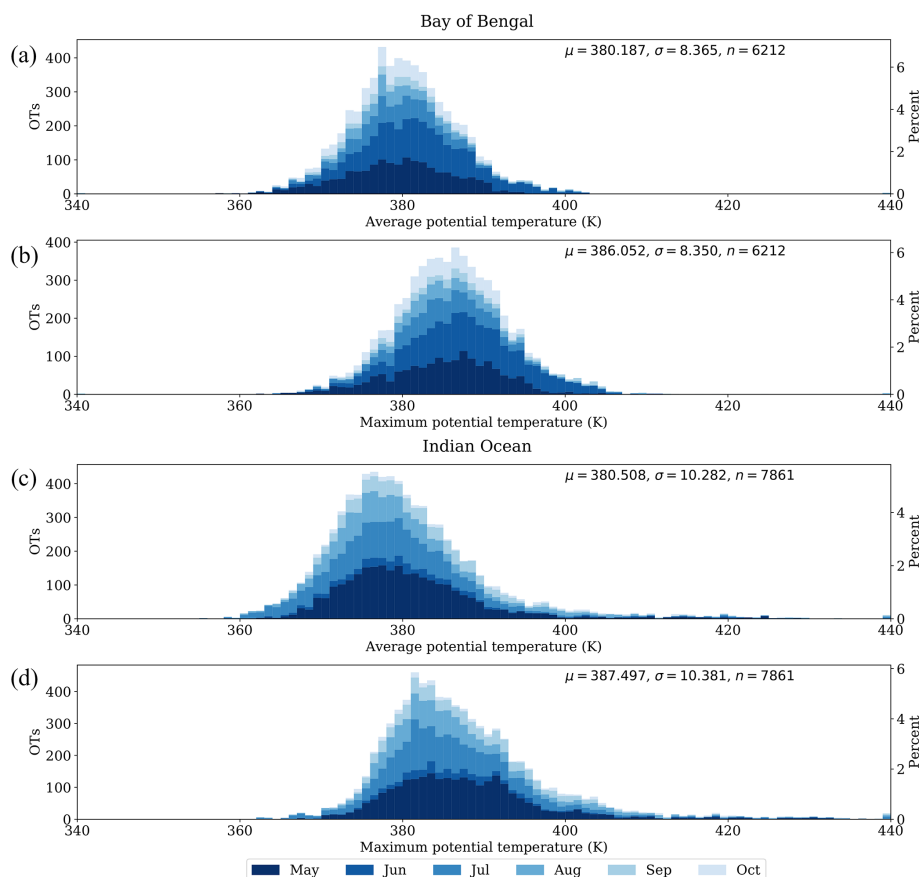 Bay of Bengal
(a)
μ = 380.187, σ = 8.365, n = 6212
400
300
200
100
0
OTs
6
4
2
0
Percent
340 360 380 400 420 440
Average potential temperature (K)
(b)
μ = 386.052, σ = 8.350, n = 6212
400
300
200
100
0
OTs
6
4
2
0
Percent
340 360 380 400 420 440
Maximum potential temperature (K)
Indian Ocean
(c)
μ = 380.508, σ = 10.282, n = 7861
400
300
200
100
0
OTs
4
2
0
Percent
340 360 380 400 420 440
Average potential temperature (K)
(d)
μ = 387.497, σ = 10.381, n = 7861
400
300
200
100
0
OTs
6
4
2
0
Percent
340 360 380 400 420 440
Maximum potential temperature (K)
May Jun Jul Aug Sep Oct